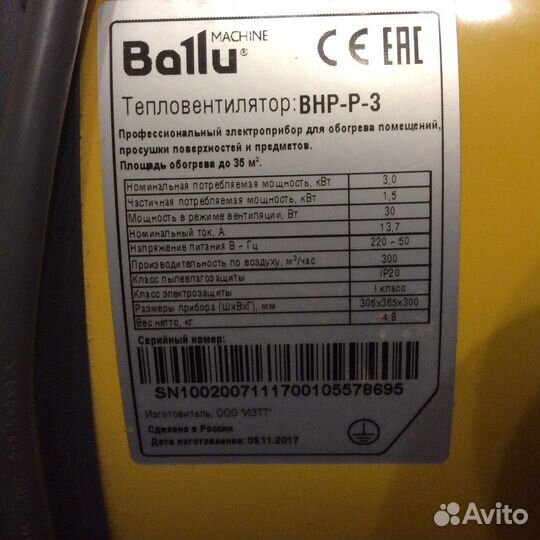 Ballu® MACHINE CE EAC
Тепловентилятор: BHP-P-3
Профессиональный электроприбор для обогрева помещений,
просушки поверхностей и предметов.
Площадь обогрева до 35 м².
Номинальная потребляемая мощность, кВт 3,0
Частичная потребляемая мощность, кВт 1,5
Мощность в режиме вентиляции, Вт 30
Номинальный ток, А 13,7
Напряжение питания В - Гц 220 - 50
Производительность по воздуху, м³/час 300
Класс пылевлагозащиты IP20
Класс электрозащиты I класс
Размеры прибора (ШхВхГ), мм 305х365х300
Вес нетто, кг 4,8
Серийный номер:
SN1002007111700105578695
Изготовитель: ООО "ИЗТТ"
Сделано в России
Дата изготовления: 09.11.2017
Avito